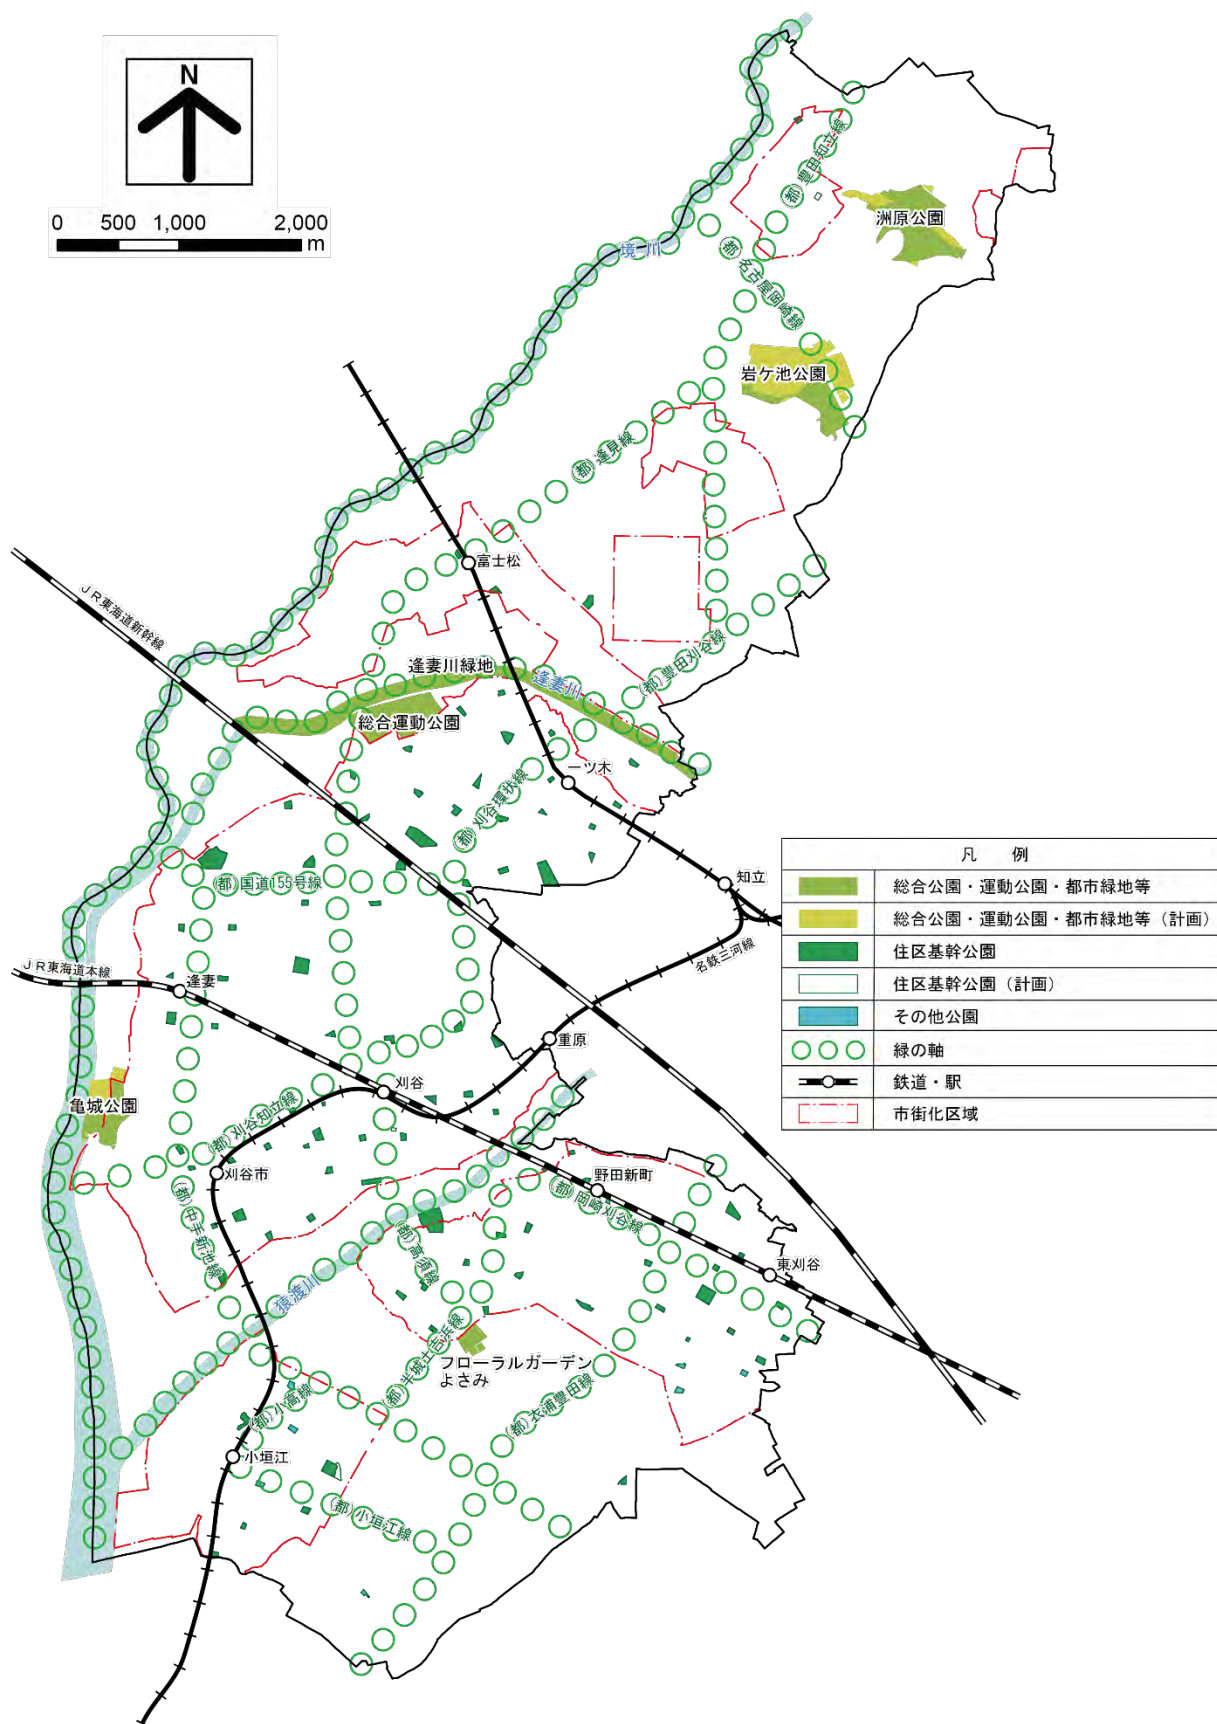 N
0 500 1,000 2,000
m
(都)豊田知立線
洲原公園
境川
(都)名古屋岡崎線
岩ケ池公園
(都)逢見線
富士松
JR東海道新幹線
(都)豊田刈谷線
逢妻川緑地
逢妻川
総合運動公園
一ツ木
(都)刈谷環状線
知立
(都)国道155号線
名鉄三河線
JR東海道本線
逢妻
重原
刈谷
亀城公園
(都)刈谷知立線
刈谷市
野田新町
(都)岡崎刈谷線
(都)中手新池線
(都)高須線
東刈谷
猿渡川
(都)半城土吉浜線
フローラルガーデン
よさみ
(都)衣浦豊田線
(都)小高線
小垣江
(都)小垣江線
凡 例
総合公園・運動公園・都市緑地等
総合公園・運動公園・都市緑地等(計画)
住区基幹公園
住区基幹公園(計画)
その他公園
緑の軸
鉄道・駅
市街化区域